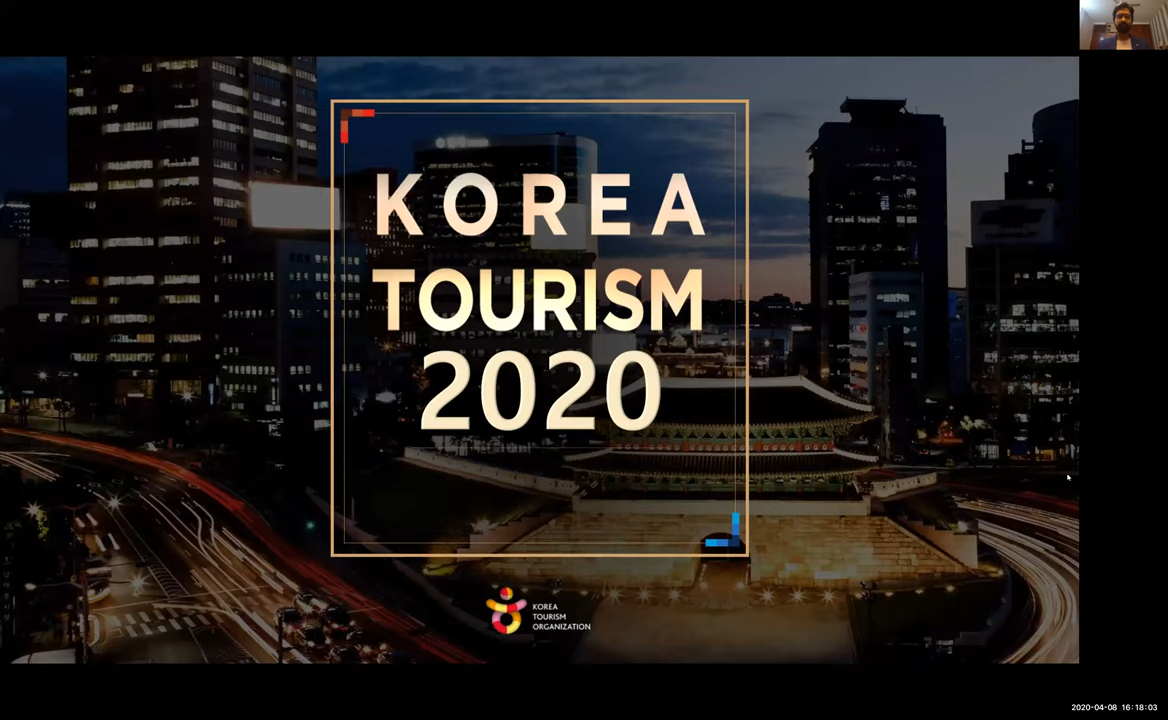 KOREA
TOURISM
2020
KOREA
TOURISM
ORGANIZATION
2020-04-08 16:18:03